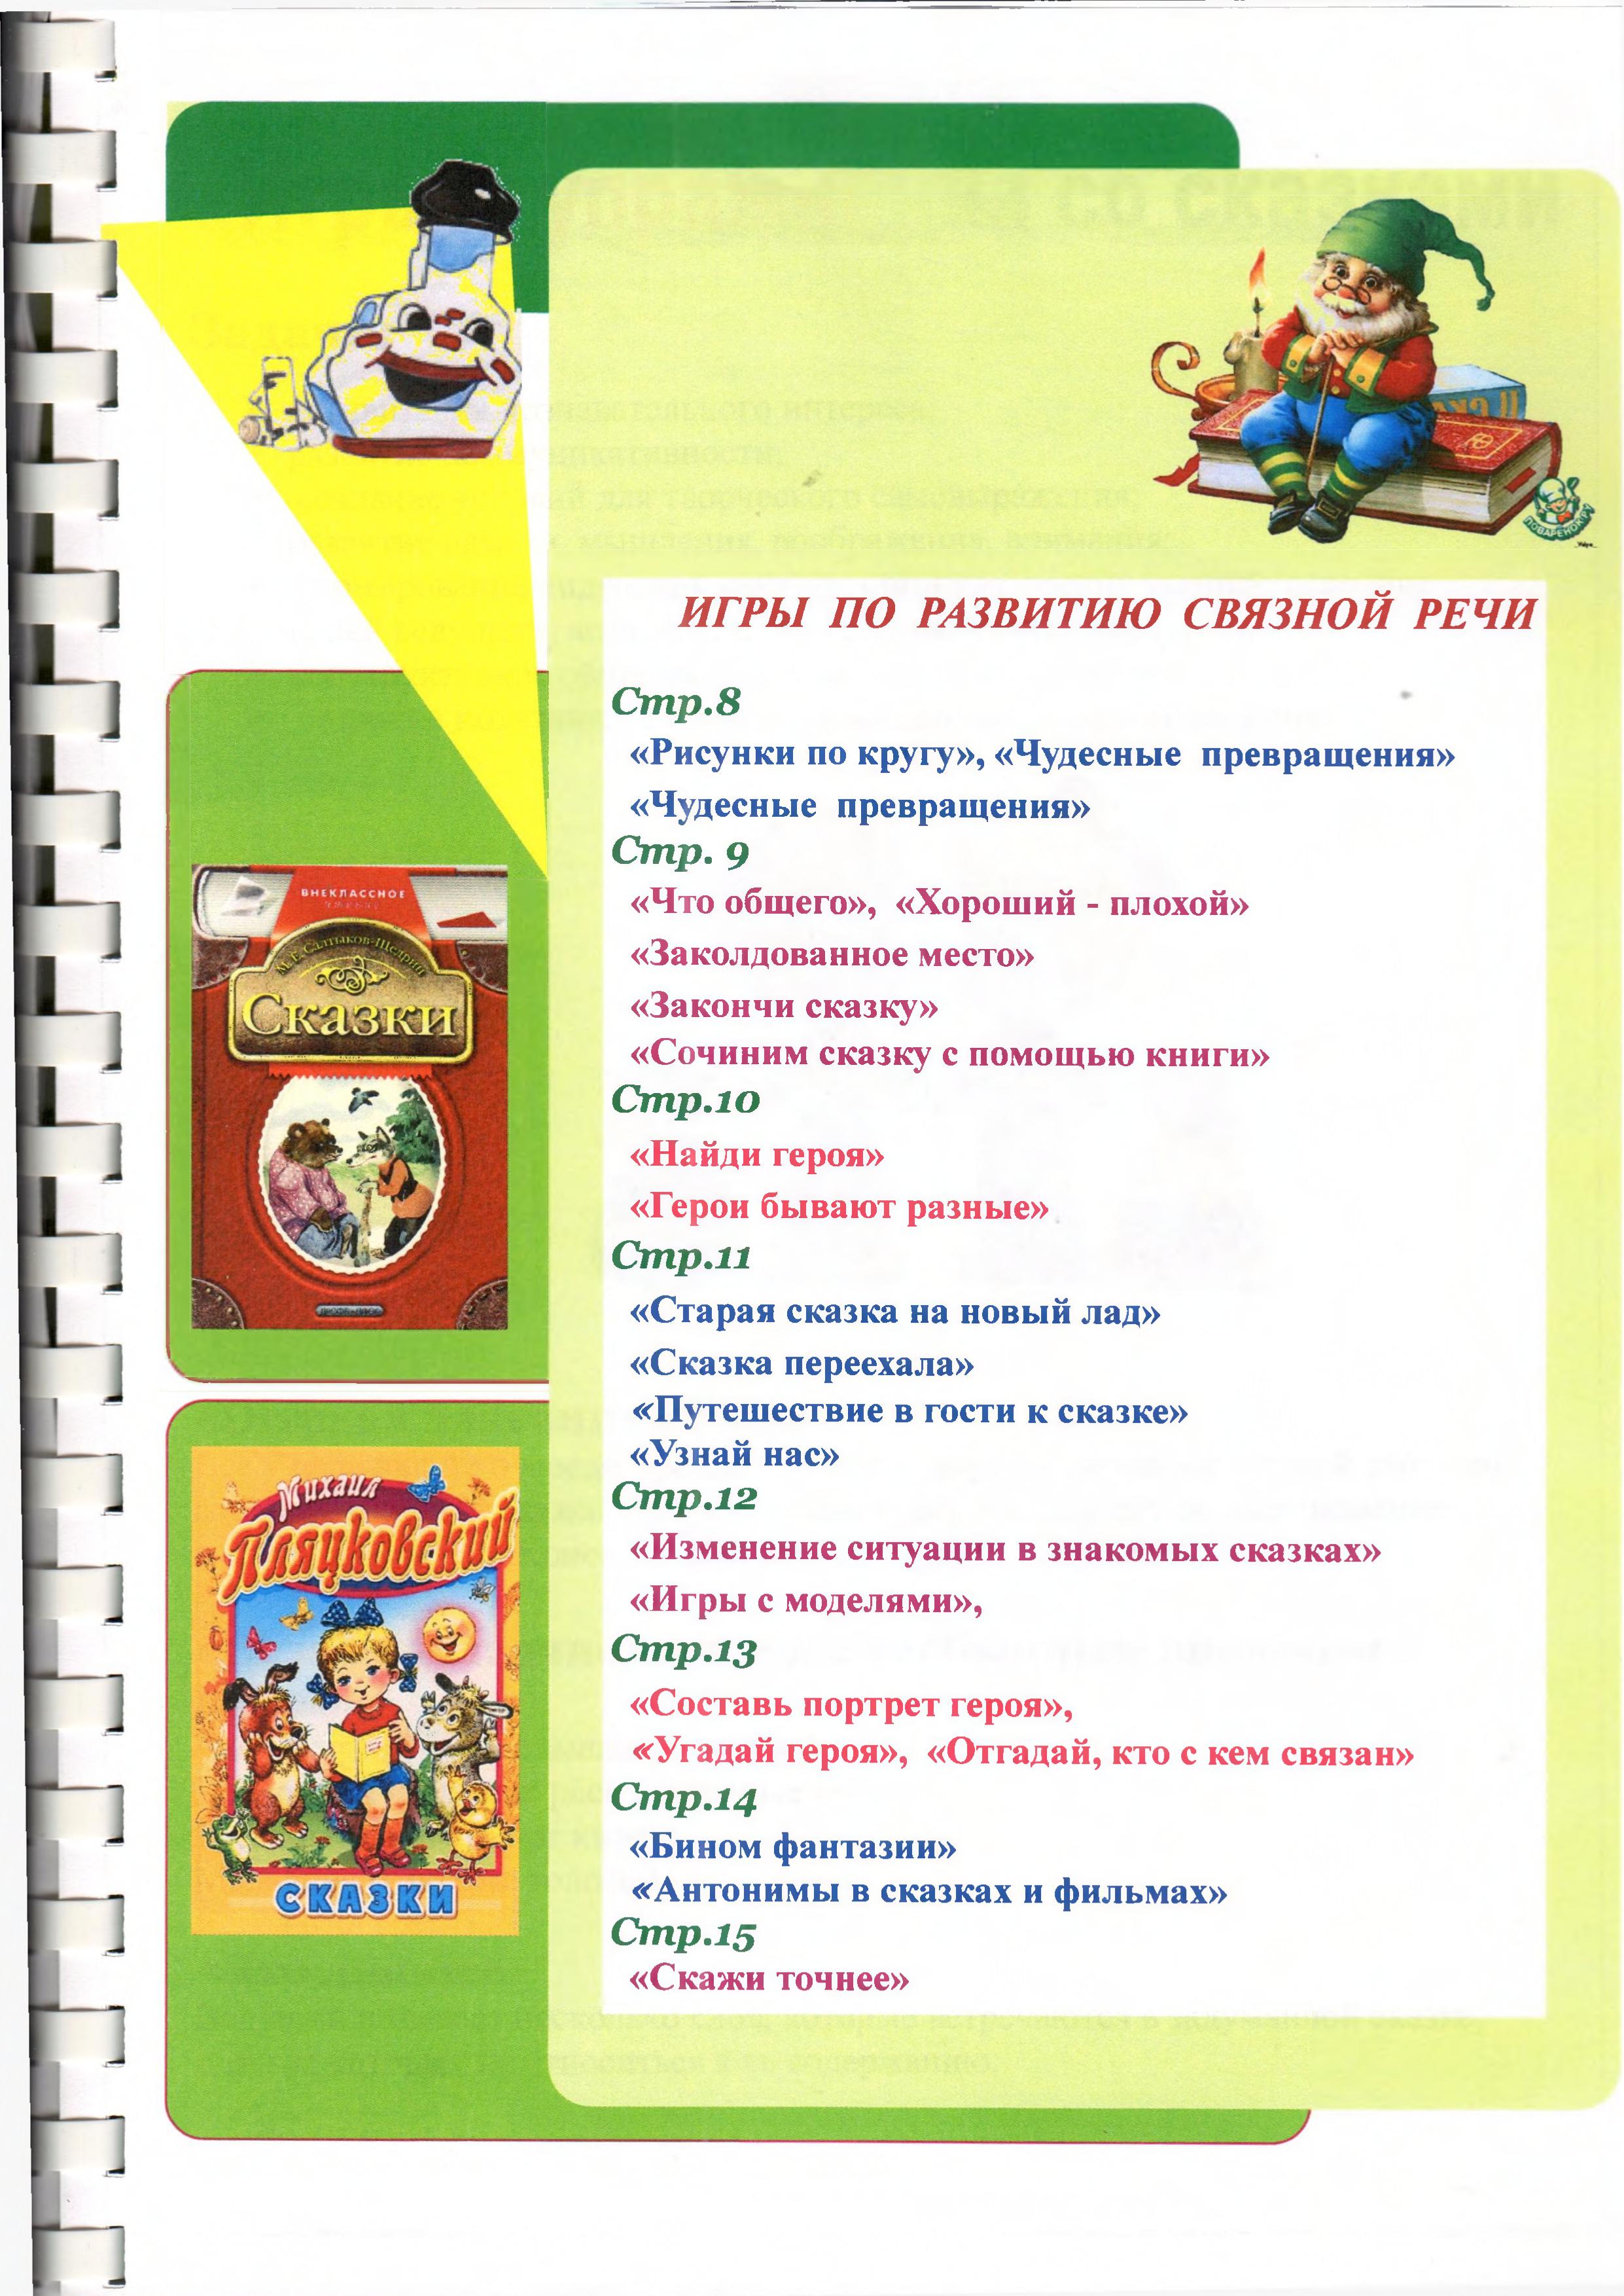 ИГРЫ ПО РАЗВИТИЮ СВЯЗНОЙ РЕЧИ
Стр.8
«Рисунки по кругу», «Чудесные превращения»
«Чудесные превращения»
Стр. 9
«Что общего», «Хороший - плохой»
«Заколдованное место»
«Закончи сказку»
«Сочиним сказку с помощью книги»
Стр.10
«Найди героя»
«Герои бывают разные»
Стр.11
«Старая сказка на новый лад»
«Сказка переехала»
«Путешествие в гости к сказке»
«Узнай нас»
Стр.12
«Изменение ситуации в знакомых сказках»
«Игры с моделями»,
Стр.13
«Составь портрет героя»,
«Угадай героя», «Отгадай, кто с кем связан»
Стр.14
«Бином фантазии»
«Антонимы в сказках и фильмах»
Стр.15
«Скажи точнее»
ВНЕКЛАССНОЕ
М.Е. Салтыков-Щедрин
Сказки
Михаил
Пляцковский
СКАЗКИ